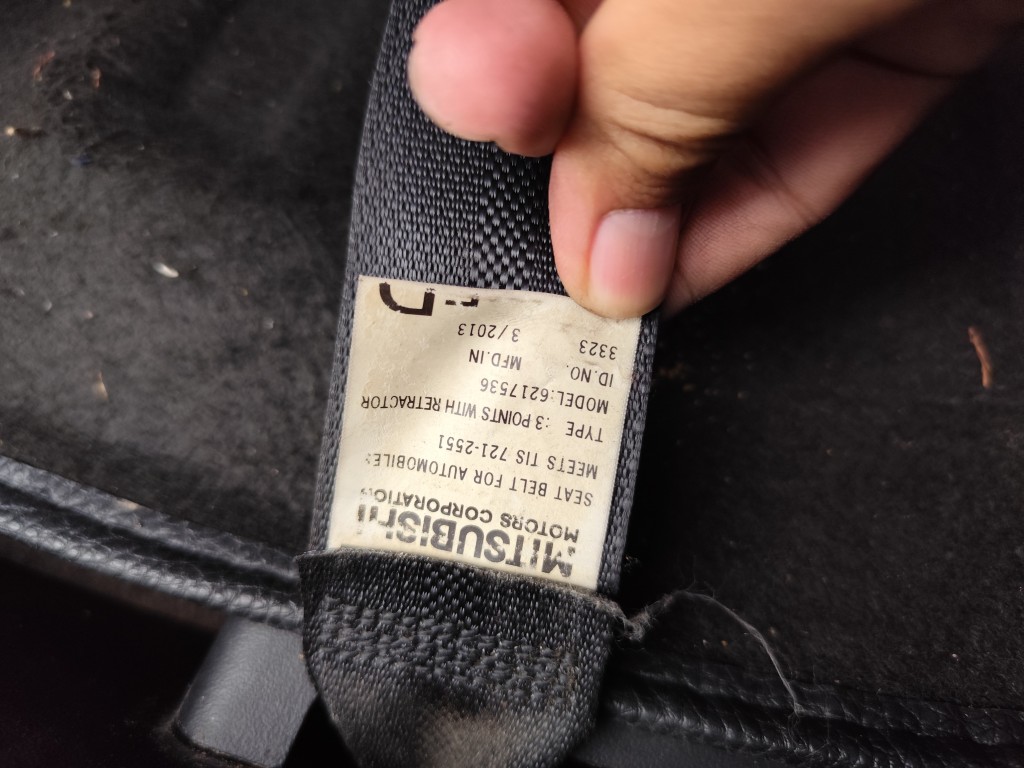 MITSUBISHI
MOTORS CORPORATION
SEAT BELT FOR AUTOMOBILES
MEETS TIS 721-2551
TYPE :3 POINTS WITH RETRACTOR
MODEL:6217536
ID.NO. MFD.IN
3323 3/2013